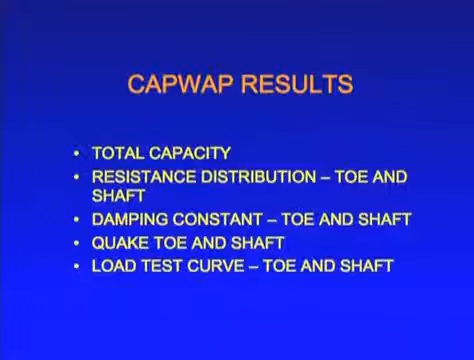 CAPWAP RESULTS
• TOTAL CAPACITY
• RESISTANCE DISTRIBUTION – TOE AND
SHAFT
• DAMPING CONSTANT – TOE AND SHAFT
• QUAKE TOE AND SHAFT
• LOAD TEST CURVE – TOE AND SHAFT